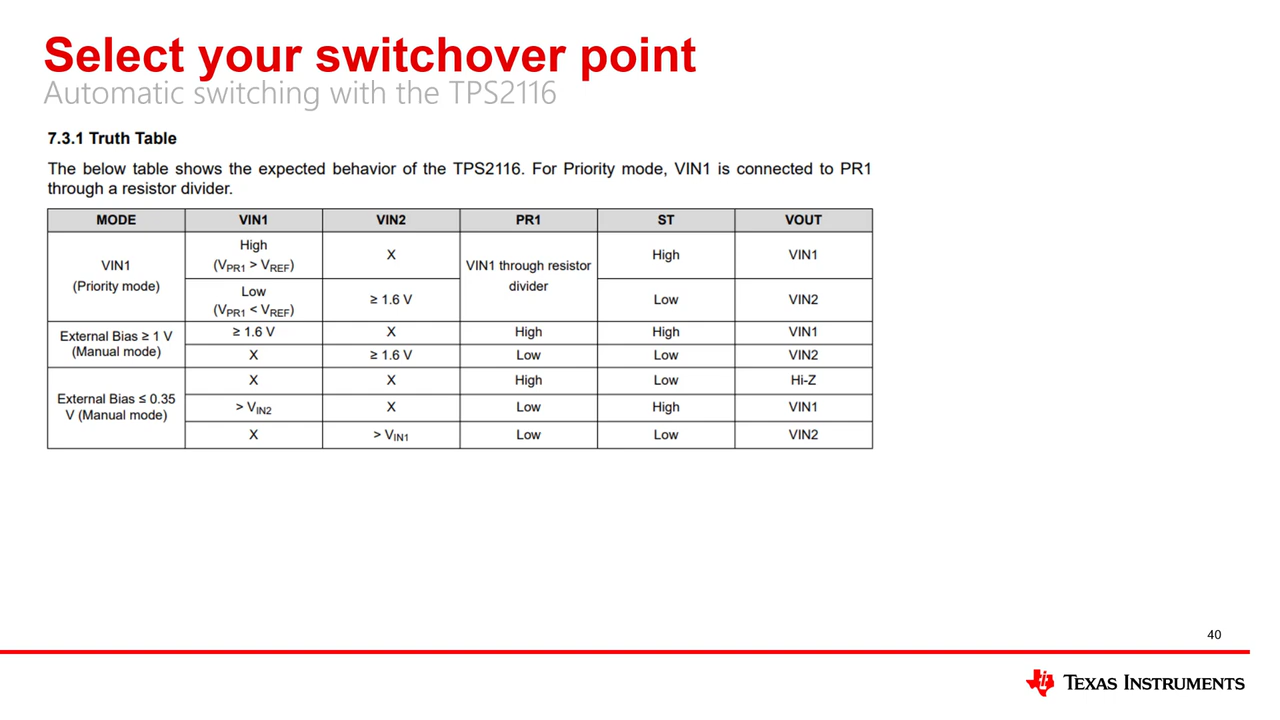 Select your switchover point
Automatic switching with the TPS2116
7.3.1 Truth Table
The below table shows the expected behavior of the TPS2116. For Priority mode, VIN1 is connected to PR1
through a resistor divider.
MODE VIN1 VIN2 PR1 ST VOUT
VIN1
(Priority mode)
High
(VPR1 > VREF)
X
VIN1 through resistor
divider
High
VIN1
Low
(VPR1 < VREF)
≥ 1.6 V
Low
VIN2
External Bias ≥ 1 V
(Manual mode)
≥ 1.6 V X High High VIN1
X ≥ 1.6 V Low Low VIN2
External Bias ≤ 0.35
V (Manual mode)
X X High Low Hi-Z
> VIN2 X Low High VIN1
X > VIN1 Low Low VIN2
40
TEXAS INSTRUMENTS